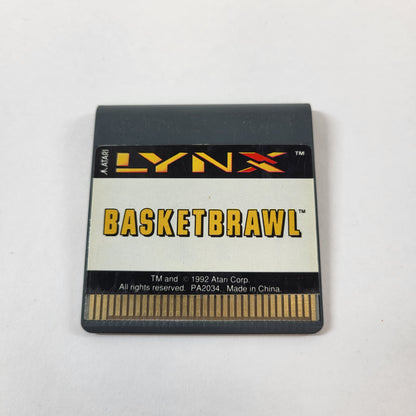 ATARI
LYNX™
BASKETBRAWL™
TM and © 1992 Atari Corp.
All rights reserved. PA2034. Made in China.